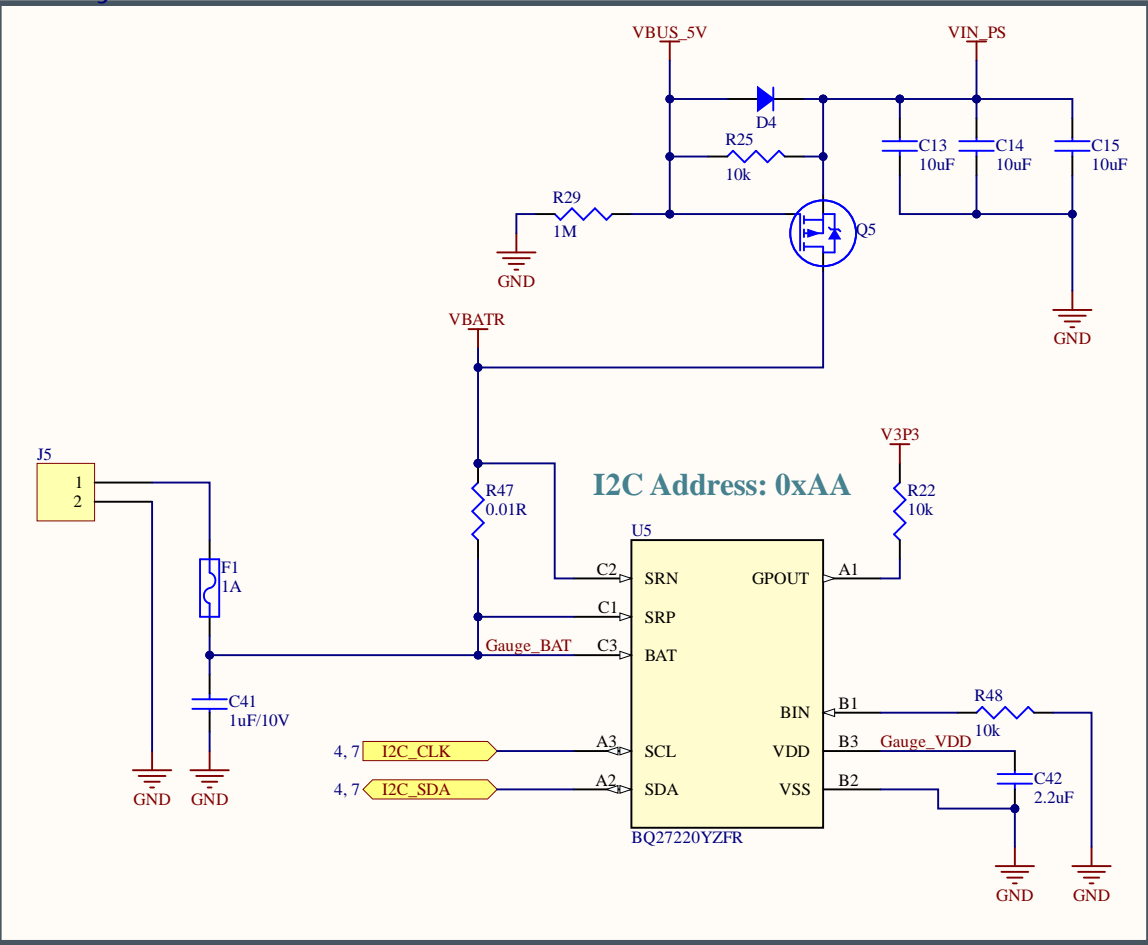 VBUS_5V
VIN_PS
D4
R25
10k
C13
10uF
C14
10uF
C15
10uF
R29
1M
Q5
GND
GND
VBATR
J5
1
2
V3P3
I2C Address: 0xAA
R47
0.01R
R22
10k
U5
F1
1A
C2
SRN
GPOUT
A1
C1
SRP
Gauge_BAT
C3
BAT
C41
1uF/10V
BIN
B1
R48
10k
4, 7
I2C_CLK
A3
SCL
VDD
B3
Gauge_VDD
4, 7
I2C_SDA
A2
SDA
VSS
B2
C42
2.2uF
GND
GND
BQ27220YZFR
GND
GND